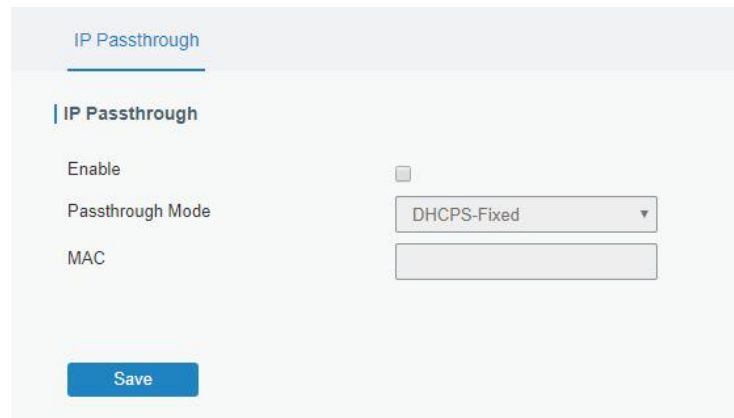 IP Passthrough
IP Passthrough
Enable
Passthrough Mode
DHCPS-Fixed
MAC
Save